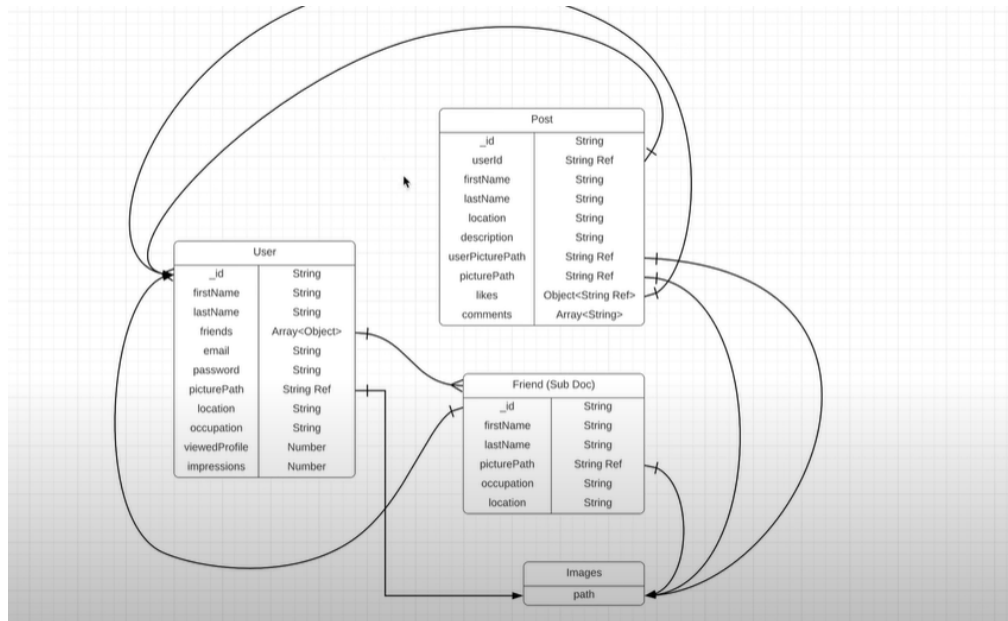 Post
_id String
userId String Ref
firstName String
lastName String
location String
description String
userPicturePath String Ref
picturePath String Ref
likes Object<String Ref>
comments Array<String>
User
_id String
firstName String
lastName String
friends Array<Object>
email String
password String
picturePath String Ref
location String
occupation String
viewedProfile Number
impressions Number
Friend (Sub Doc)
_id String
firstName String
lastName String
picturePath String Ref
occupation String
location String
Images
path